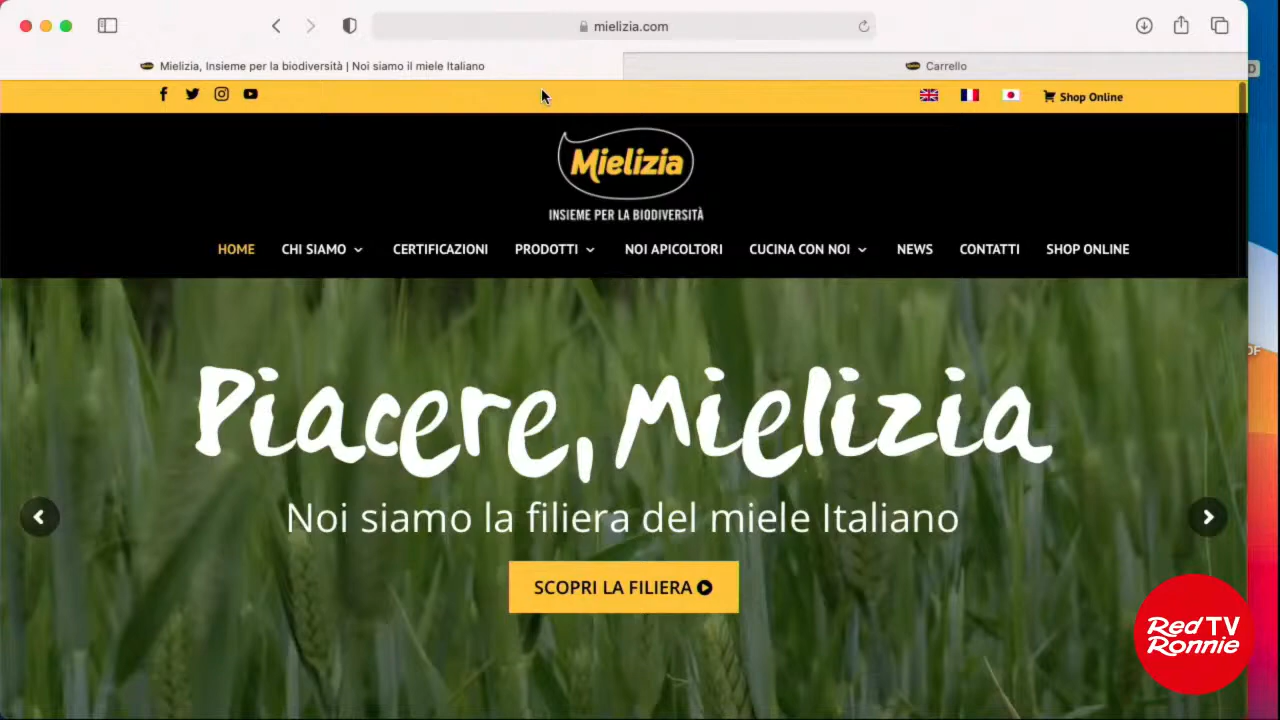 mielizia.com
Mielizia, Insieme per la biodiversità | Noi siamo il miele Italiano
Carrello
Shop Online
Mielizia
INSIEME PER LA BIODIVERSITÀ
HOME CHI SIAMO CERTIFICAZIONI PRODOTTI NOI APICOLTORI CUCINA CON NOI NEWS CONTATTI SHOP ONLINE
Piacere, Mielizia
Noi siamo la filiera del miele Italiano
SCOPRI LA FILIERA
Red TV
Ronnie